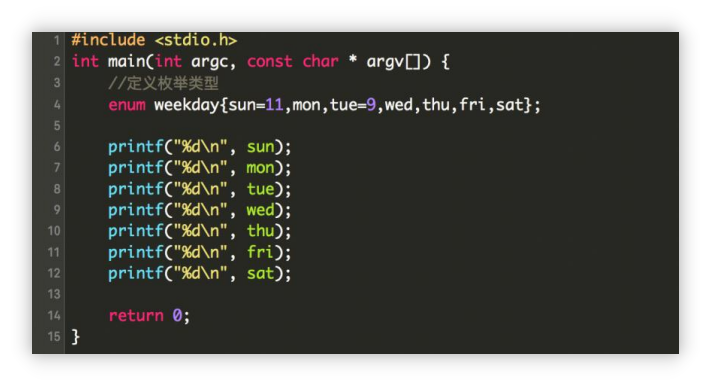 1 #include <stdio.h>
2 int main(int argc, const char * argv[]) {
3 //定义枚举类型
4 enum weekday{sun=11,mon,tue=9,wed,thu,fri,sat};
5
6 printf("%d\n", sun);
7 printf("%d\n", mon);
8 printf("%d\n", tue);
9 printf("%d\n", wed);
10 printf("%d\n", thu);
11 printf("%d\n", fri);
12 printf("%d\n", sat);
13
14 return 0;
15 }